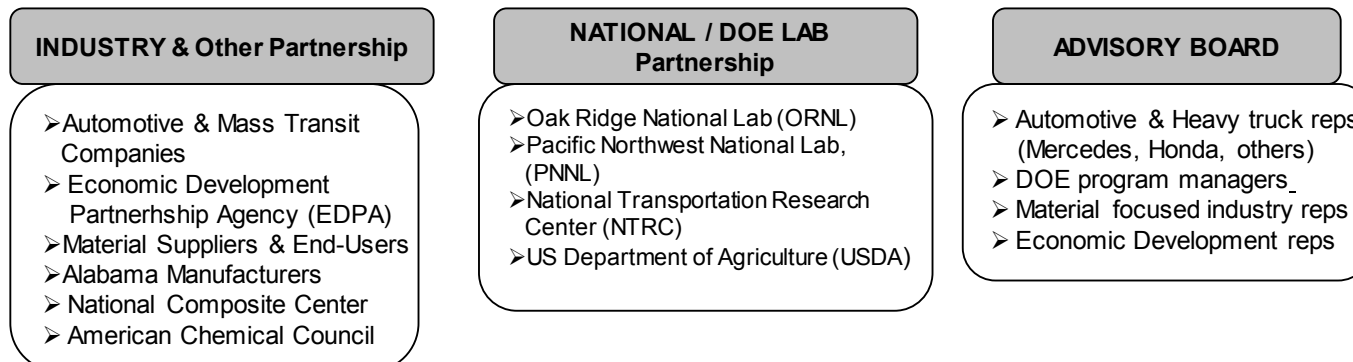 INDUSTRY & Other Partnership
➢Automotive & Mass Transit
Companies
➢ Economic Development
Partnerhship Agency (EDPA)
➢Material Suppliers & End-Users
➢Alabama Manufacturers
➢ National Composite Center
➢ American Chemical Council
NATIONAL / DOE LAB
Partnership
➢Oak Ridge National Lab (ORNL)
➢Pacific Northwest National Lab,
(PNNL)
➢National Transportation Research
Center (NTRC)
➢US Department of Agriculture (USDA)
ADVISORY BOARD
➢ Automotive & Heavy truck reps
(Mercedes, Honda, others)
➢ DOE program managers
➢ Material focused industry reps
➢ Economic Development reps